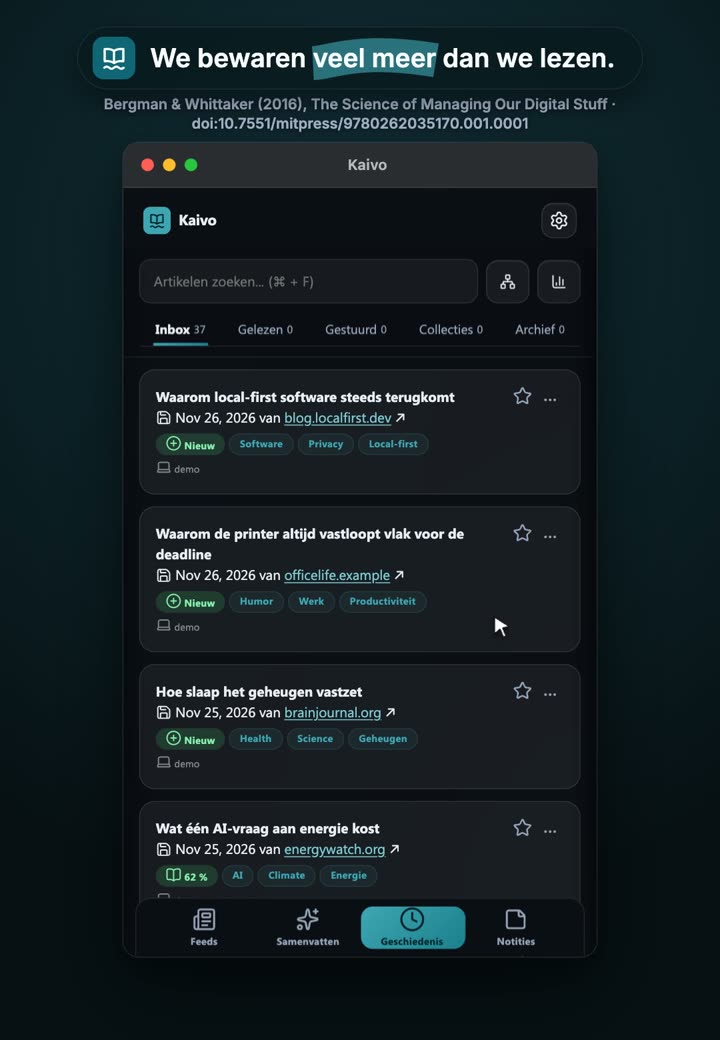 We bewaren veel meer dan we lezen.
Bergman & Whittaker (2016), The Science of Managing Our Digital Stuff ·
doi:10.7551/mitpress/9780262035170.001.0001
Kaivo
Kaivo
Artikelen zoeken... (⌘ + F)
Inbox 37 Gelezen 0 Gestuurd 0 Collecties 0 Archief 0
Waarom local-first software steeds terugkomt
Nov 26, 2026 van blog.localfirst.dev ↗
Nieuw Software Privacy Local-first
demo
Waarom de printer altijd vastloopt vlak voor de
deadline
Nov 26, 2026 van officelife.example ↗
Nieuw Humor Werk Productiviteit
demo
Hoe slaap het geheugen vastzet
Nov 25, 2026 van brainjournal.org ↗
Nieuw Health Science Geheugen
demo
Wat één AI-vraag aan energie kost
Nov 25, 2026 van energywatch.org ↗
62 % AI Climate Energie
Feeds Samenvatten Geschiedenis Notities